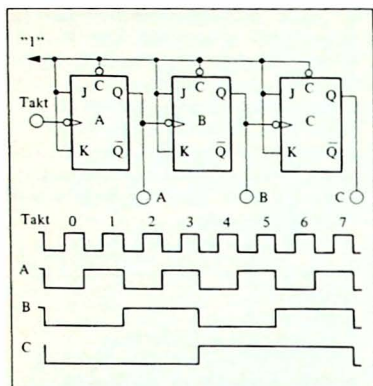 "1"
C C C
J Q J Q J Q
Takt
A B C
K Q̄ K Q̄ K Q̄
A B C
Takt 0 1 2 3 4 5 6 7
A
B
C